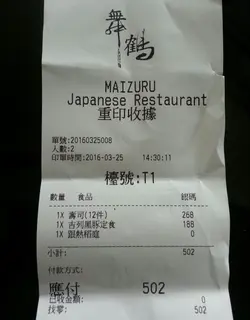 舞鶴
MAIZURU
Japanese Restaurant
重印收據
單號:20160325008
人數:2
印單時間:2016-03-25 14:30:11
檯號:T1
數量 食品 銀碼
1X 壽司(12件) 268
1X 吉列黑豚定食 188
1X 跟熱稻庭 0
小計: 502
付款方式:
應付 502
已收金額: 0
找零: 502